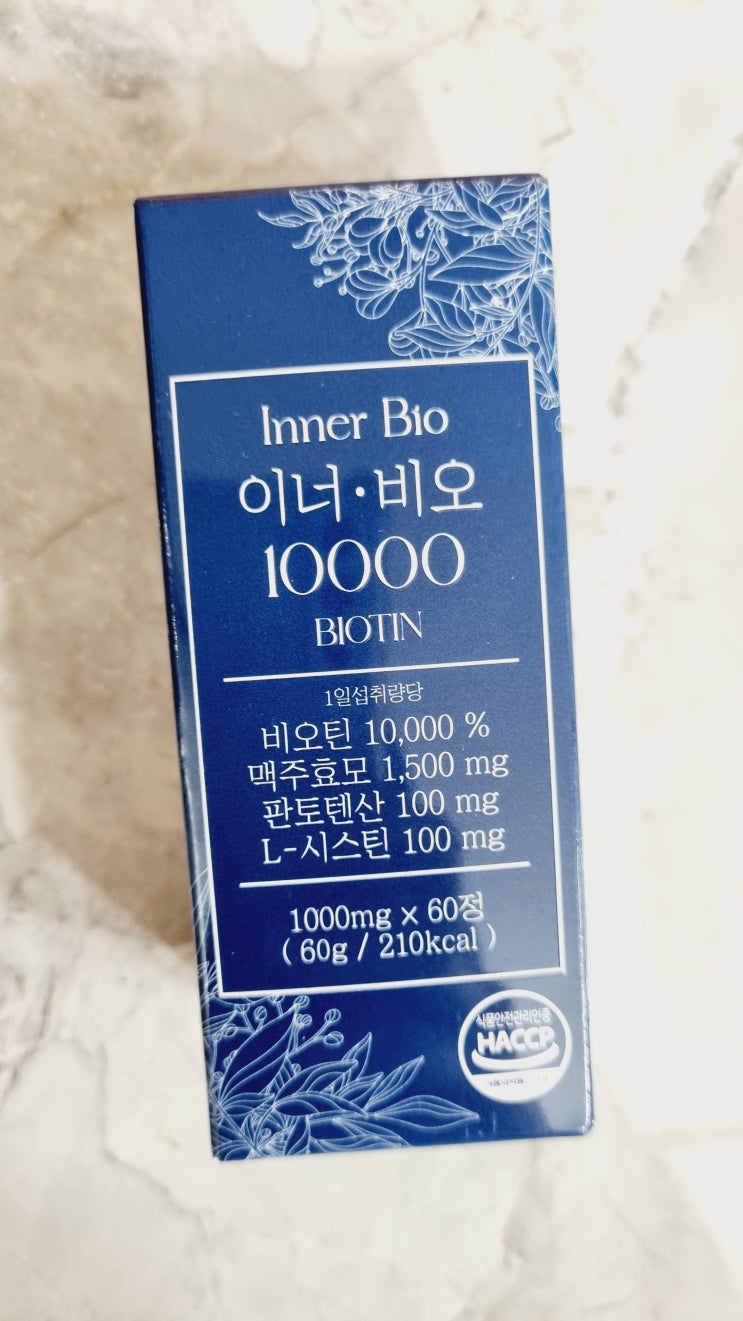 Inner Bio
이너·비오
10000
BIOTIN
1일섭취량당
비오틴 10,000 %
맥주효모 1,500 mg
판토텐산 100 mg
L-시스틴 100 mg
1000mg × 60정
( 60g / 210kcal )
식품안전관리인증
HACCP